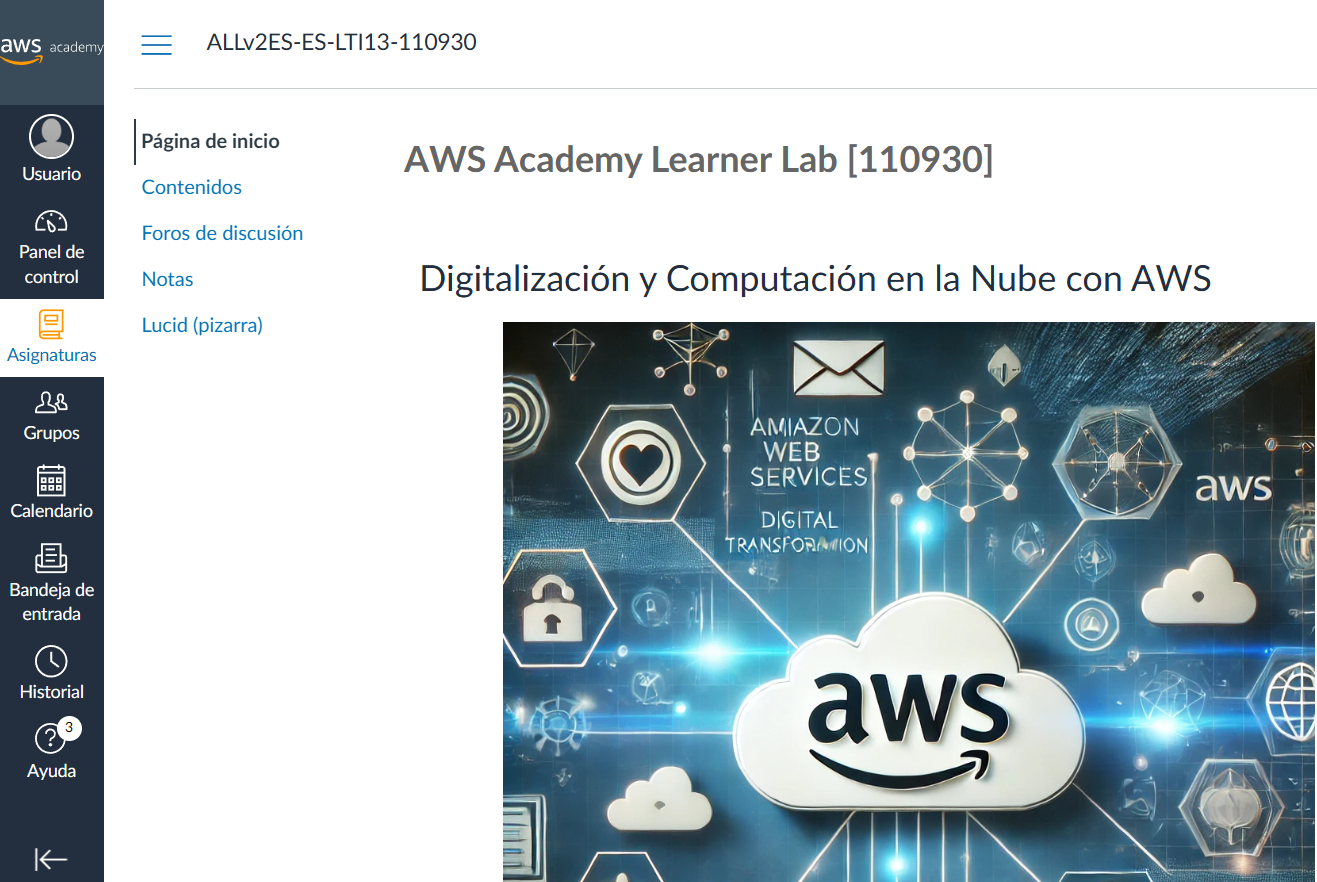 aws academy
ALLv2ES-ES-LTI13-110930
Usuario
Panel de
control
Asignaturas
Grupos
Calendario
Bandeja de
entrada
Historial
3
Ayuda
Página de inicio
Contenidos
Foros de discusión
Notas
Lucid (pizarra)
AWS Academy Learner Lab [110930]
Digitalización y Computación en la Nube con AWS
AMIAZON
WEB
SERVICES
DIGITAL
aws
aws